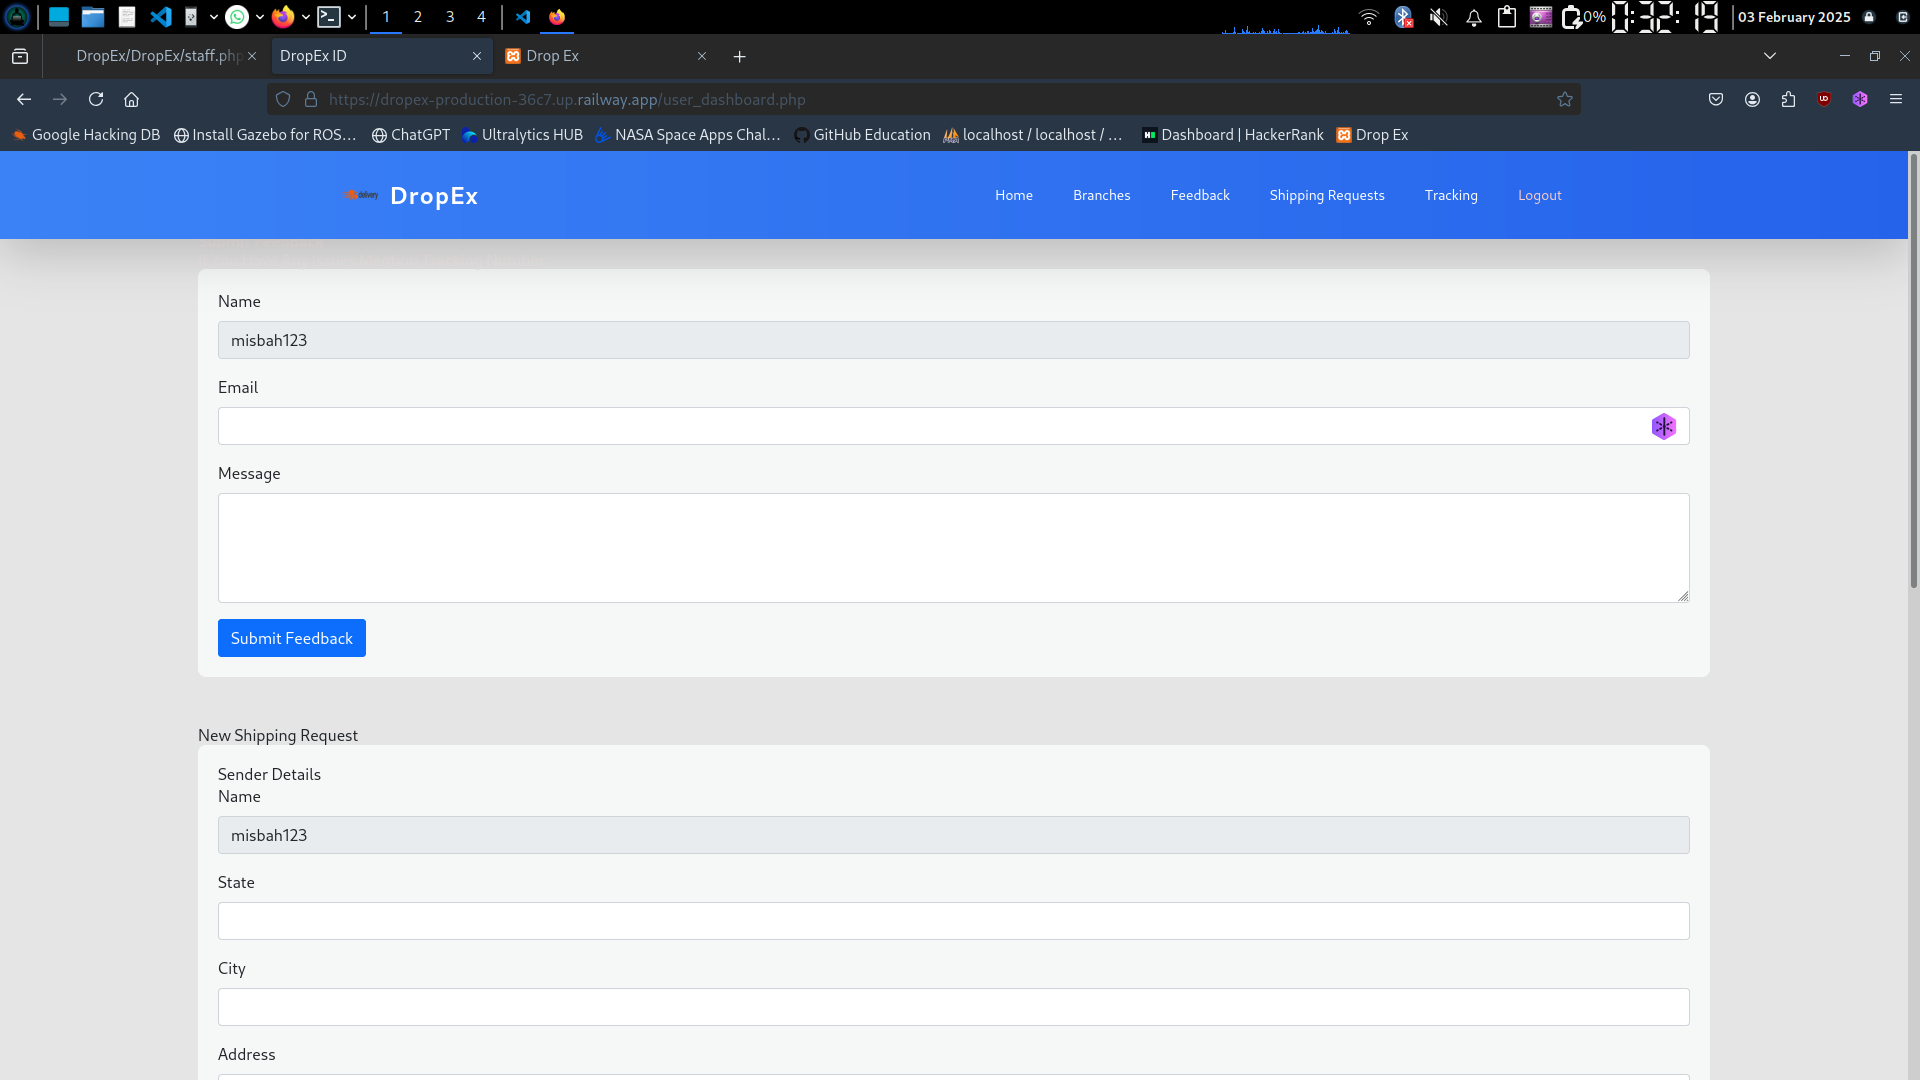 1 2 3 4 0% 0:32:19 03 February 2025
DropEx/DropEx/staff.php DropEx ID Drop Ex
https://dropex-production-36c7.up.railway.app/user_dashboard.php
Google Hacking DB Install Gazebo for ROS... ChatGPT Ultralytics HUB NASA Space Apps Chal... GitHub Education localhost / localhost / ... Dashboard | HackerRank Drop Ex
delivery DropEx Home Branches Feedback Shipping Requests Tracking Logout
Name
misbah123
Email
Message
Submit Feedback
New Shipping Request
Sender Details
Name
misbah123
State
City
Address